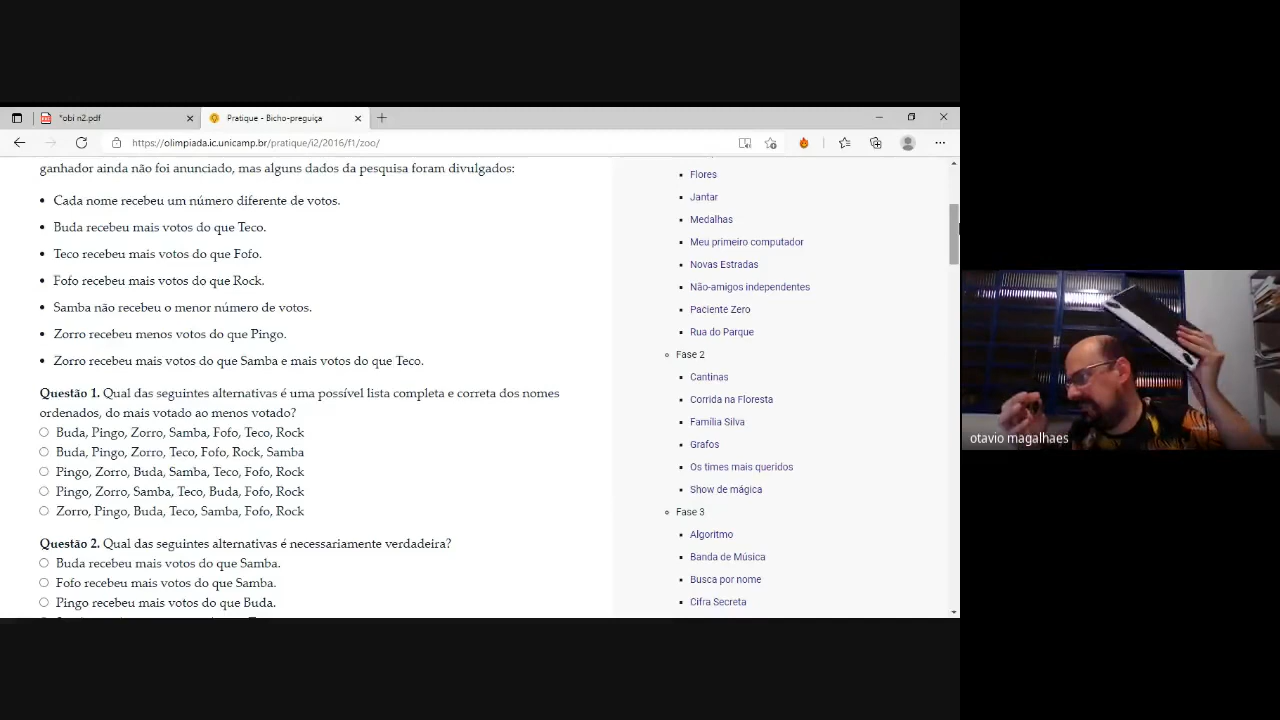 *obi n2.pdf
Pratique - Bicho-preguiça
https://olimpiada.ic.unicamp.br/pratique/i2/2016/f1/zoo/
ganhador ainda não foi anunciado, mas alguns dados da pesquisa foram divulgados:
Cada nome recebeu um número diferente de votos.
Buda recebeu mais votos do que Teco.
Teco recebeu mais votos do que Fofo.
Fofo recebeu mais votos do que Rock.
Samba não recebeu o menor número de votos.
Zorro recebeu menos votos do que Pingo.
Zorro recebeu mais votos do que Samba e mais votos do que Teco.
Questão 1. Qual das seguintes alternativas é uma possível lista completa e correta dos nomes
ordenados, do mais votado ao menos votado?
Buda, Pingo, Zorro, Samba, Fofo, Teco, Rock
Buda, Pingo, Zorro, Teco, Fofo, Rock, Samba
Pingo, Zorro, Buda, Samba, Teco, Fofo, Rock
Pingo, Zorro, Samba, Teco, Buda, Fofo, Rock
Zorro, Pingo, Buda, Teco, Samba, Fofo, Rock
Questão 2. Qual das seguintes alternativas é necessariamente verdadeira?
Buda recebeu mais votos do que Samba.
Fofo recebeu mais votos do que Samba.
Pingo recebeu mais votos do que Buda.
Flores
Jantar
Medalhas
Meu primeiro computador
Novas Estradas
Não-amigos independentes
Paciente Zero
Rua do Parque
Fase 2
Cantinas
Corrida na Floresta
Família Silva
Grafos
Os times mais queridos
Show de mágica
Fase 3
Algoritmo
Banda de Música
Busca por nome
Cifra Secreta
otavio magalhaes